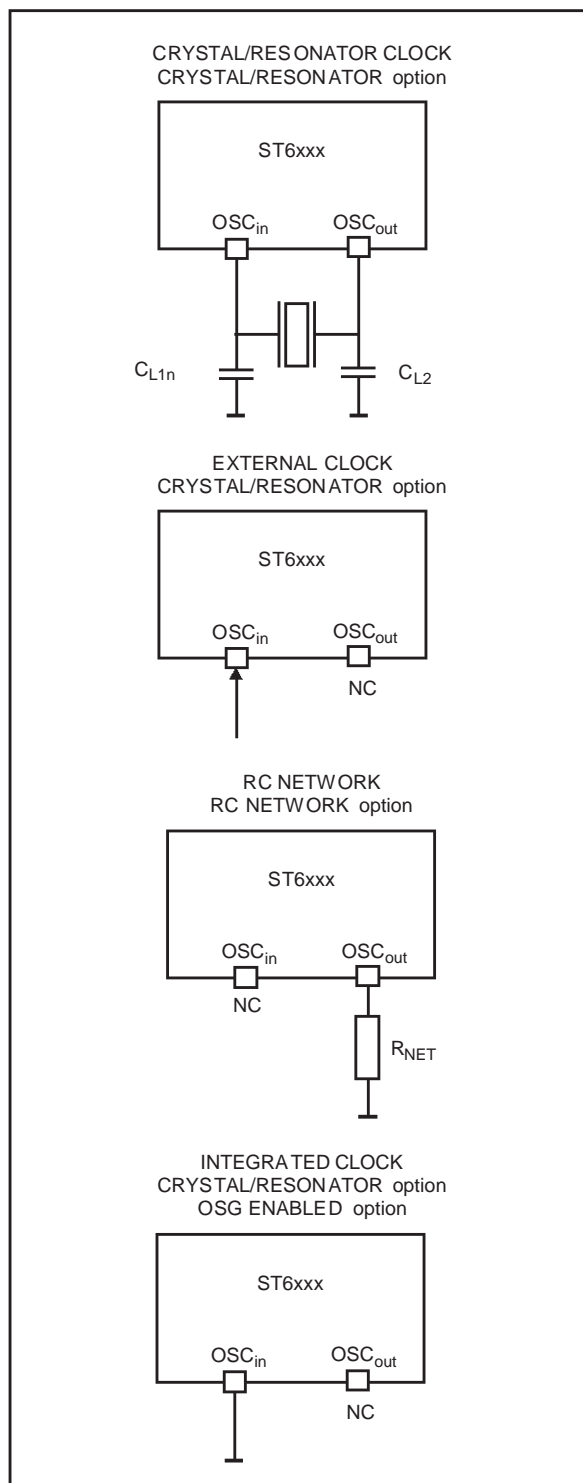 CRYSTAL/RESONATOR CLOCK
CRYSTAL/RESONATOR option
ST6xxx
OSCin OSCout
CL1n CL2
EXTERNAL CLOCK
CRYSTAL/RESONATOR option
ST6xxx
OSCin OSCout
NC
RC NETWORK
RC NETWORK option
ST6xxx
OSCin OSCout
NC
RNET
INTEGRATED CLOCK
CRYSTAL/RESONATOR option
OSG ENABLED option
ST6xxx
OSCin OSCout
NC